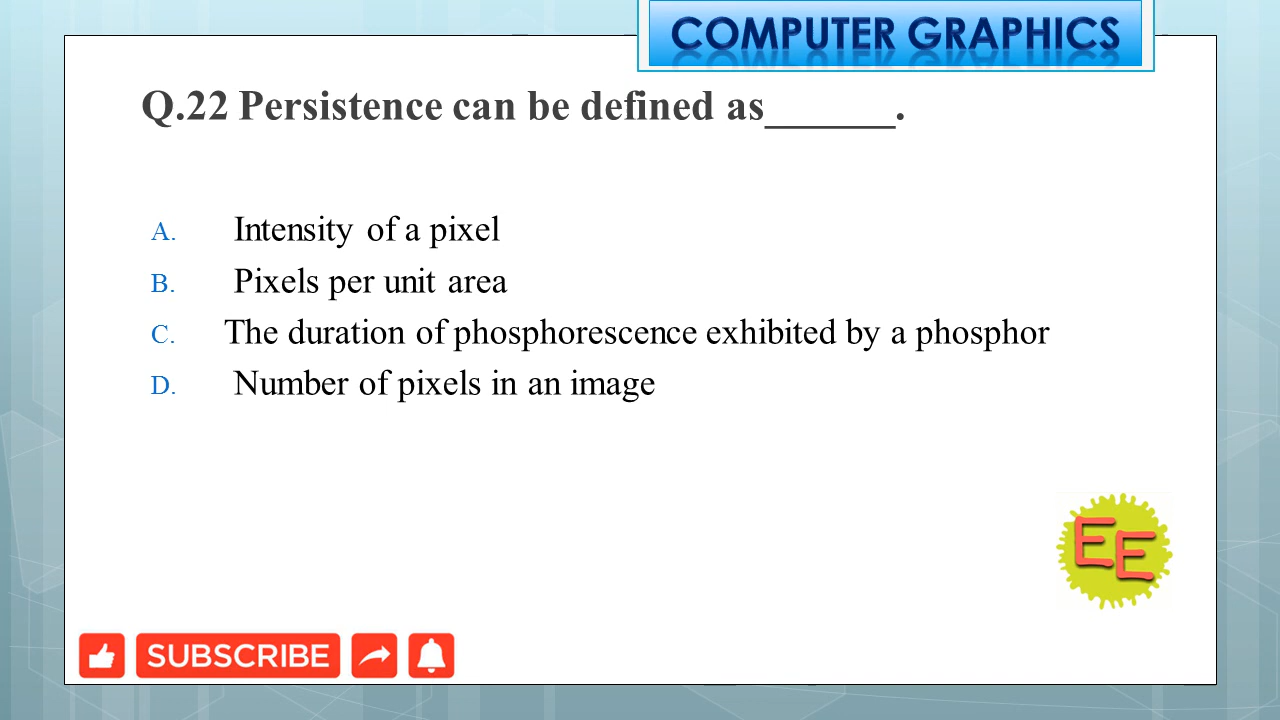 COMPUTER GRAPHICS
Q.22 Persistence can be defined as______.
A. Intensity of a pixel
B. Pixels per unit area
C. The duration of phosphorescence exhibited by a phosphor
D. Number of pixels in an image
EE
SUBSCRIBE